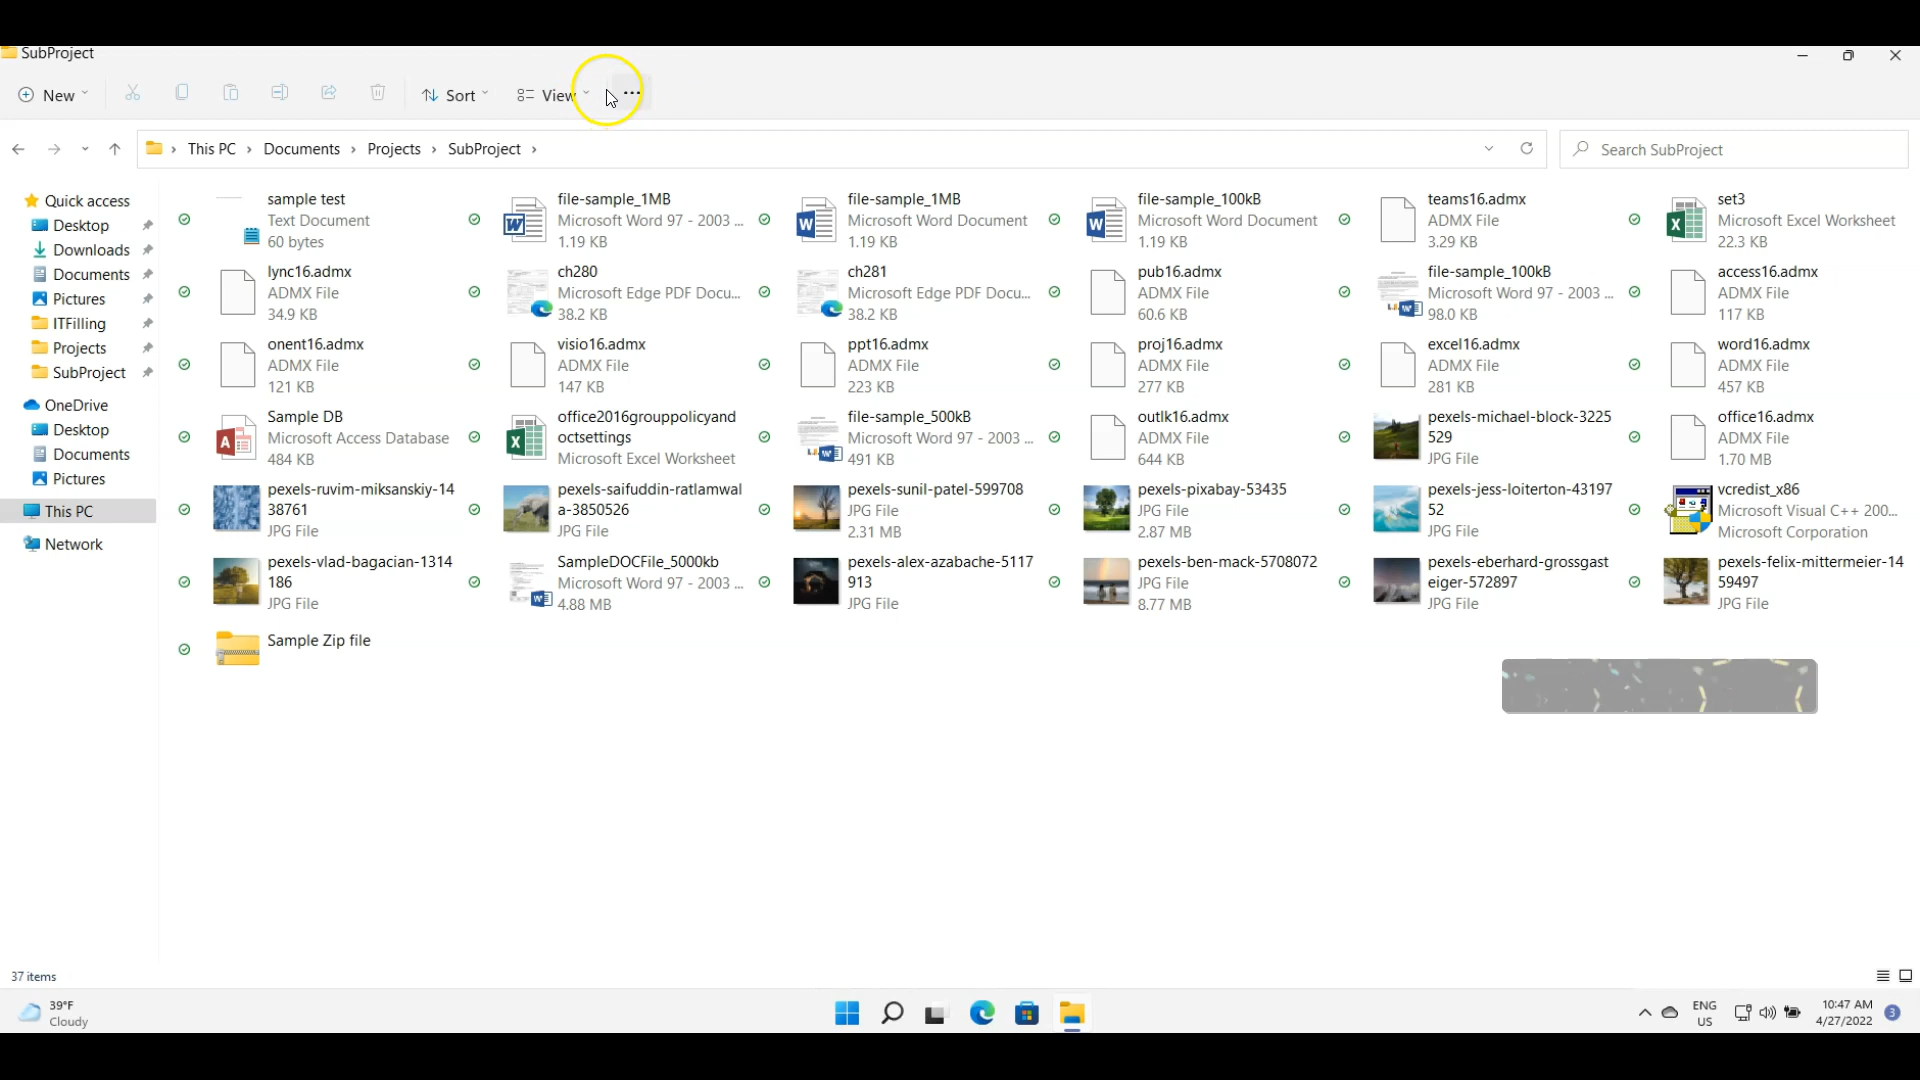 SubProject
New
Sort
View
This PC
Documents
Projects
SubProject
Search SubProject
Quick access
Desktop
Downloads
Documents
Pictures
ITFilling
Projects
SubProject
OneDrive
Desktop
Documents
Pictures
This PC
Network
sample test
Text Document
60 bytes
file-sample_1MB
Microsoft Word 97 - 2003 ...
1.19 KB
file-sample_1MB
Microsoft Word Document
1.19 KB
file-sample_100kB
Microsoft Word Document
1.19 KB
teams16.admx
ADMX File
3.29 KB
set3
Microsoft Excel Worksheet
22.3 KB
lync16.admx
ADMX File
34.9 KB
ch280
Microsoft Edge PDF Docu...
38.2 KB
ch281
Microsoft Edge PDF Docu...
38.2 KB
pub16.admx
ADMX File
60.6 KB
file-sample_100kB
Microsoft Word 97 - 2003 ...
98.0 KB
access16.admx
ADMX File
117 KB
onent16.admx
ADMX File
121 KB
visio16.admx
ADMX File
147 KB
ppt16.admx
ADMX File
223 KB
proj16.admx
ADMX File
277 KB
excel16.admx
ADMX File
281 KB
word16.admx
ADMX File
457 KB
Sample DB
Microsoft Access Database
484 KB
office2016grouppolicyand
octsettings
Microsoft Excel Worksheet
file-sample_500kB
Microsoft Word 97 - 2003 ...
491 KB
outlk16.admx
ADMX File
644 KB
pexels-michael-block-3225
529
JPG File
office16.admx
ADMX File
1.70 MB
pexels-ruvim-miksanskiy-14
38761
JPG File
pexels-saifuddin-ratlamwal
a-3850526
JPG File
pexels-sunil-patel-599708
JPG File
2.31 MB
pexels-pixabay-53435
JPG File
2.87 MB
pexels-jess-loiterton-43197
52
JPG File
vcredist_x86
Microsoft Visual C++ 200...
Microsoft Corporation
pexels-vlad-bagacian-1314
186
JPG File
SampleDOCFile_5000kb
Microsoft Word 97 - 2003 ...
4.88 MB
pexels-alex-azabache-5117
913
JPG File
pexels-ben-mack-5708072
JPG File
8.77 MB
pexels-eberhard-grossgast
eiger-572897
JPG File
pexels-felix-mittermeier-14
59497
JPG File
Sample Zip file
37 items
39°F
Cloudy
ENG
US
10:47 AM
4/27/2022
3